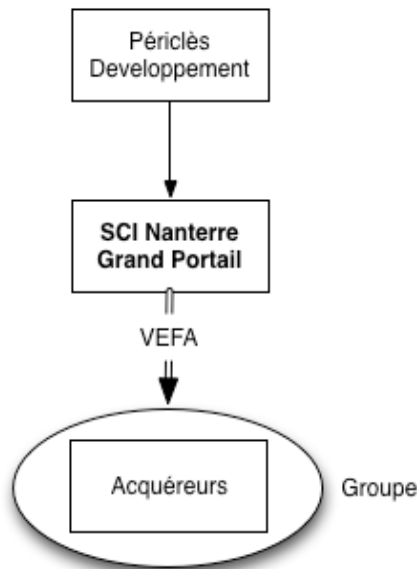 Périclès
Developpement
SCI Nanterre
Grand Portail
VEFA
Acquéreurs
Groupe